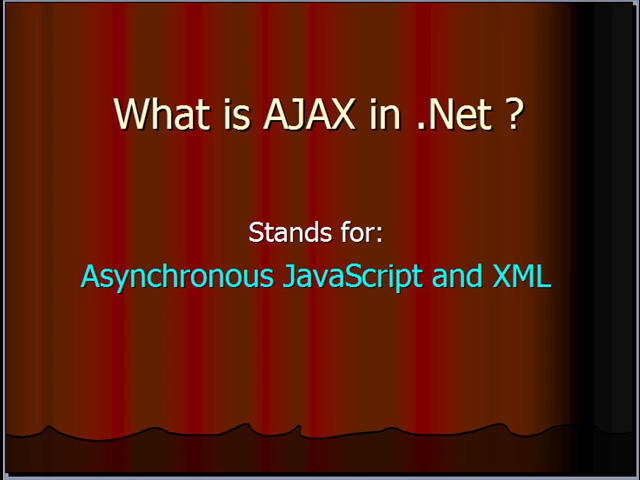 What is AJAX in .Net ?
Stands for:
Asynchronous JavaScript and XML